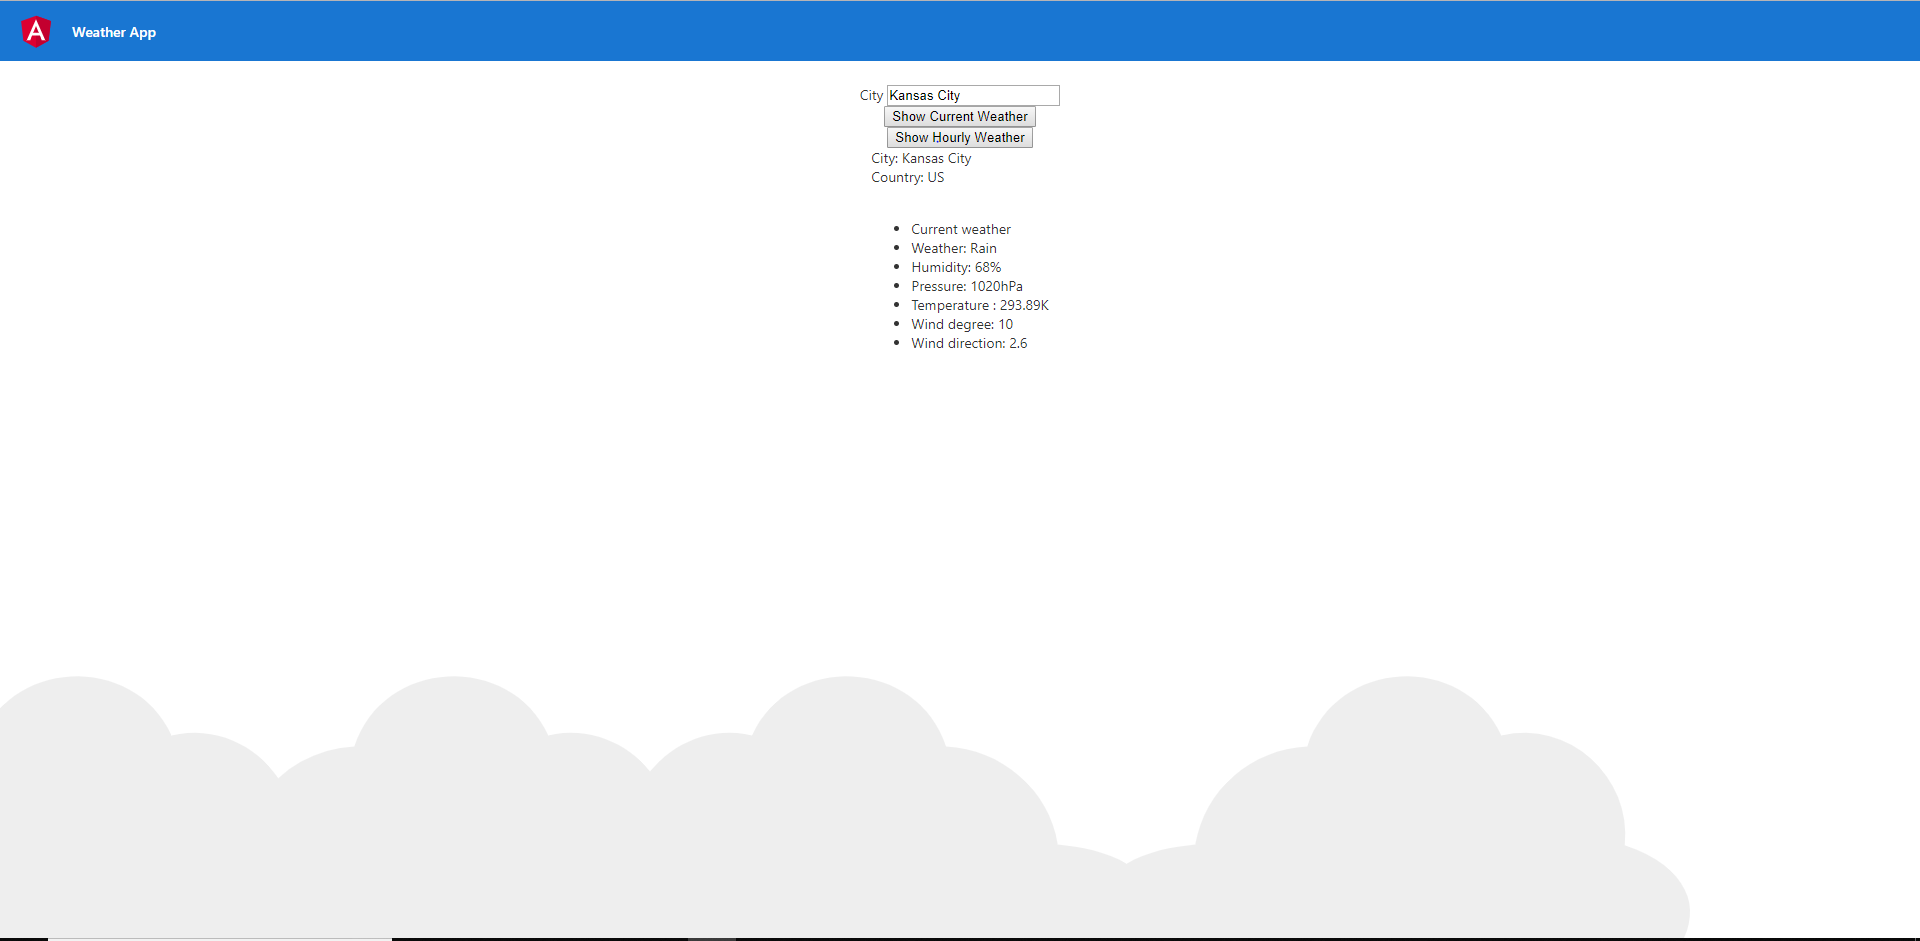 A
Weather App
City Kansas City
Show Current Weather
Show Hourly Weather
City: Kansas City
Country: US
Current weather
Weather: Rain
Humidity: 68%
Pressure: 1020hPa
Temperature : 293.89K
Wind degree: 10
Wind direction: 2.6